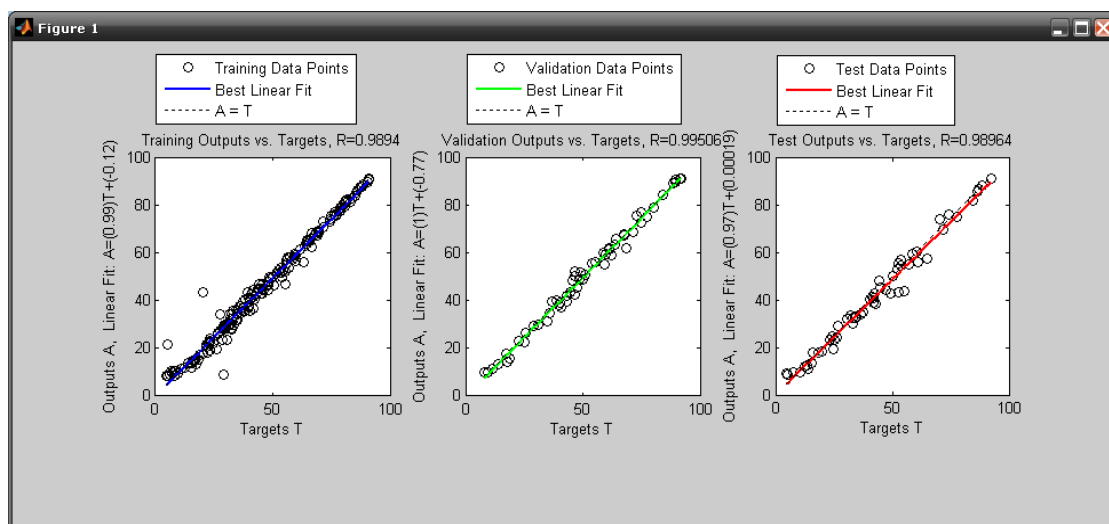 Figure 1
Training Data Points
Best Linear Fit
A = T
Validation Data Points
Best Linear Fit
A = T
Test Data Points
Best Linear Fit
A = T
Training Outputs vs. Targets, R=0.9894
Validation Outputs vs. Targets, R=0.99506
Test Outputs vs. Targets, R=0.98964
Outputs A, Linear Fit: A=(0.99)T+(-0.12)
100
80
60
40
20
0
0
50
100
Targets T
Outputs A, Linear Fit: A=(1)T+(-0.77)
100
80
60
40
20
0
0
50
100
Targets T
Outputs A, Linear Fit: A=(0.97)T+(0.00019)
100
80
60
40
20
0
0
50
100
Targets T